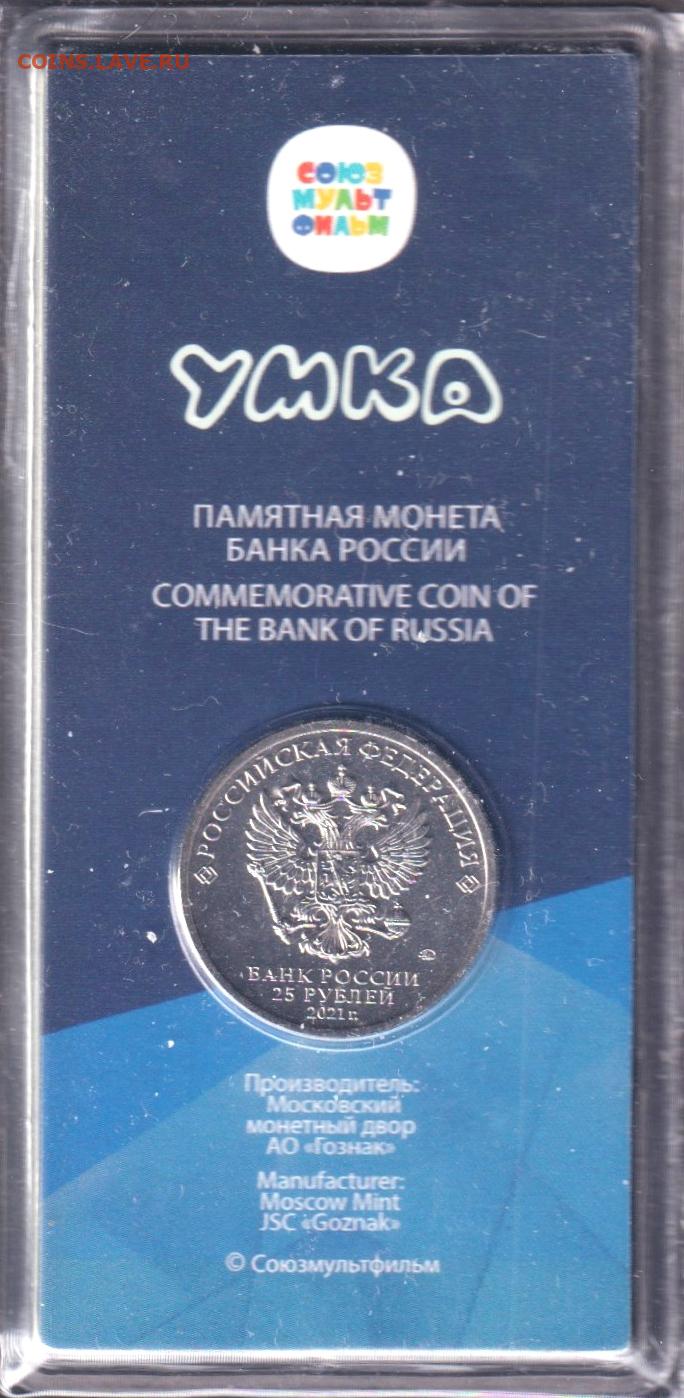 COINS.LAVE.RU
СОЮЗ
МУЛЬТ
ФИЛЬМ
УМКА
ПАМЯТНАЯ МОНЕТА
БАНКА РОССИИ
COMMEMORATIVE COIN OF
THE BANK OF RUSSIA
РОССИЙСКАЯ ФЕДЕРАЦИЯ
БАНК РОССИИ
25 РУБЛЕЙ
2021 г.
Производитель:
Московский
монетный двор
АО «Гознак»
Manufacturer:
Moscow Mint
JSC «Goznak»
© Союзмультфильм